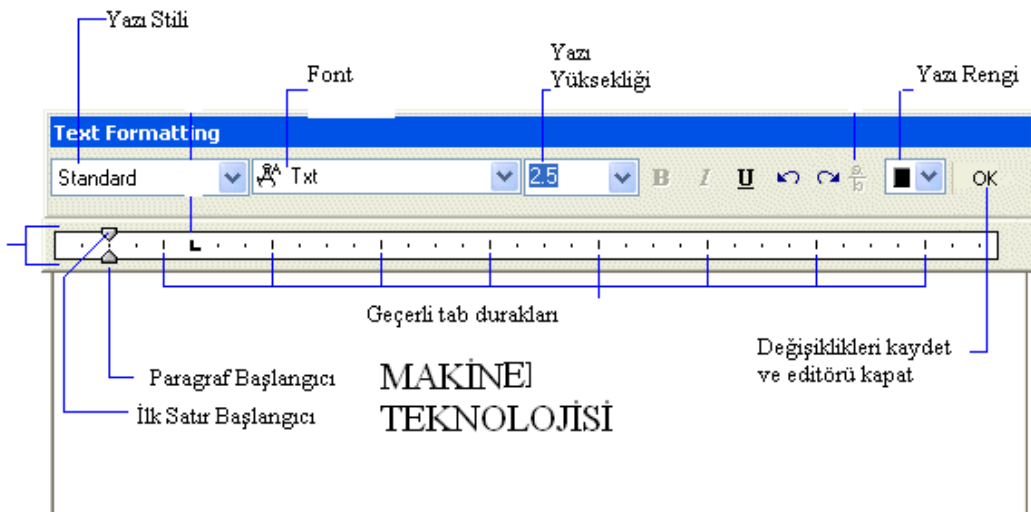 Yazı Stili
Font
Yazı
Yüksekliği
Yazı Rengi
Text Formatting
Standard
Txt
2.5
B I U a/b OK
Geçerli tab durakları
Paragraf Başlangıcı
İlk Satır Başlangıcı
MAKİNE
TEKNOLOJİSİ
Değişiklikleri kaydet
ve editörü kapat